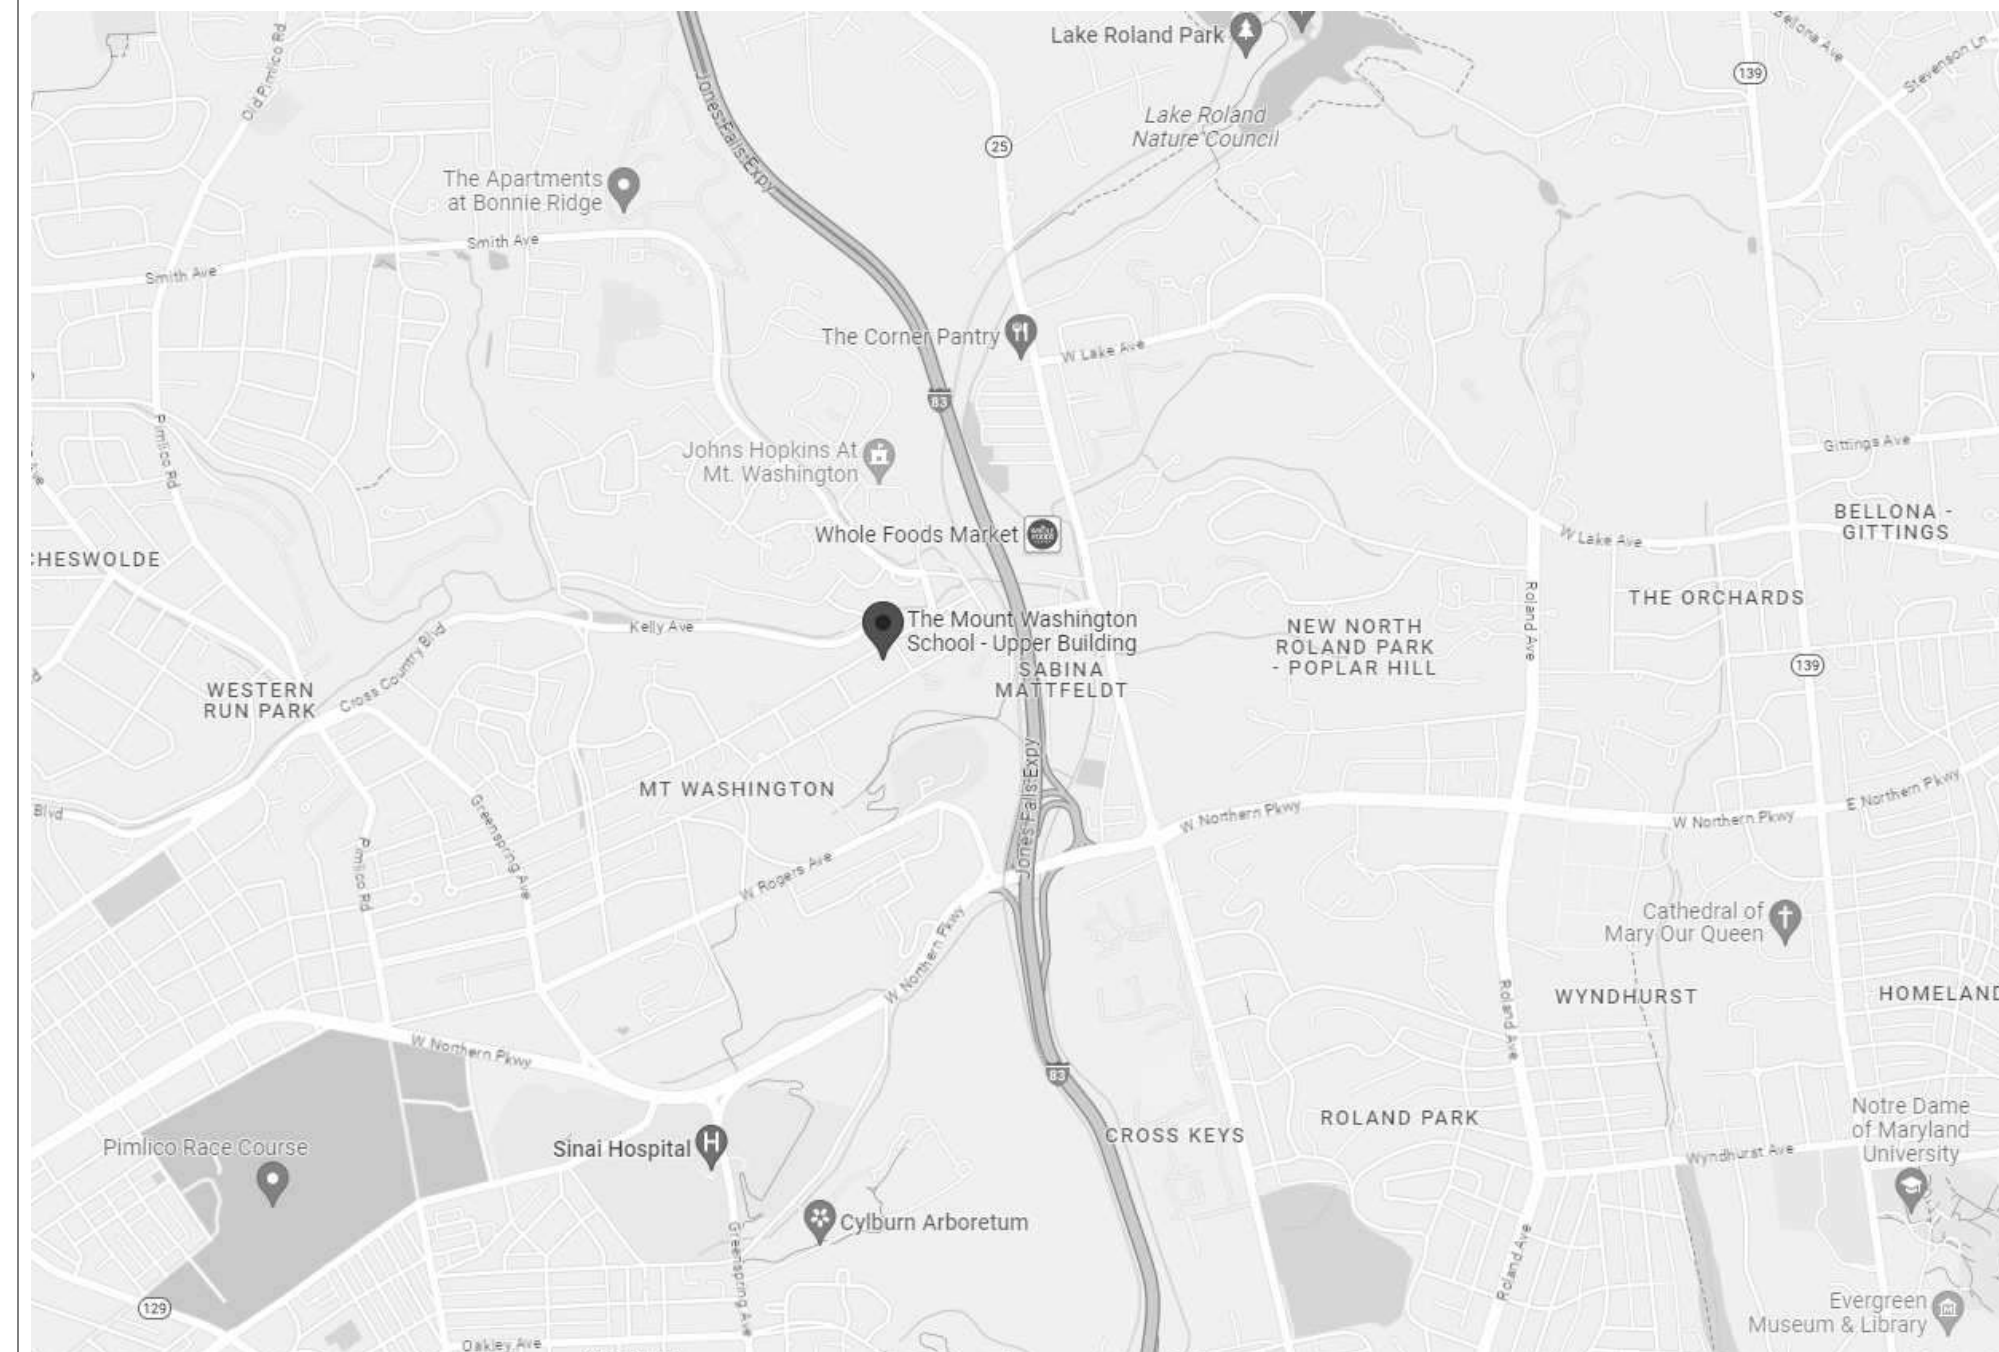 Old Pimlico Rd
Jones Falls Expy
Lake Roland Park
Bellona Ave
Stevenson Ln
139
Lake Roland
Nature Council
25
The Apartments
at Bonnie Ridge
Smith Ave
Smith Ave
The Corner Pantry
W Lake Ave
83
Pimlico Rd
Gittings Ave
Johns Hopkins At
Mt. Washington
Whole Foods Market
BELLONA -
GITTINGS
W Lake Ave
CHESWOLDE
THE ORCHARDS
Roland Ave
Kelly Ave
The Mount Washington
School - Upper Building
NEW NORTH
ROLAND PARK
- POPLAR HILL
139
SABINA
MATTFELDT
WESTERN
RUN PARK
Cross Country Blvd
MT WASHINGTON
Jones Falls Expy
Blvd
Greenspring Ave
Pimlico Rd
W Northern Pkwy
W Northern Pkwy
E Northern Pkwy
W Rogers Ave
W Northern Pkwy
Cathedral of
Mary Our Queen
WYNDHURST
HOMELAND
Roland Ave
W Northern Pkwy
83
Pimlico Race Course
Sinai Hospital
CROSS KEYS
ROLAND PARK
Notre Dame
of Maryland
University
Wyndhurst Ave
Cylburn Arboretum
Greenspring Ave
Roland Ave
129
Evergreen
Museum & Library
Oakley Ave